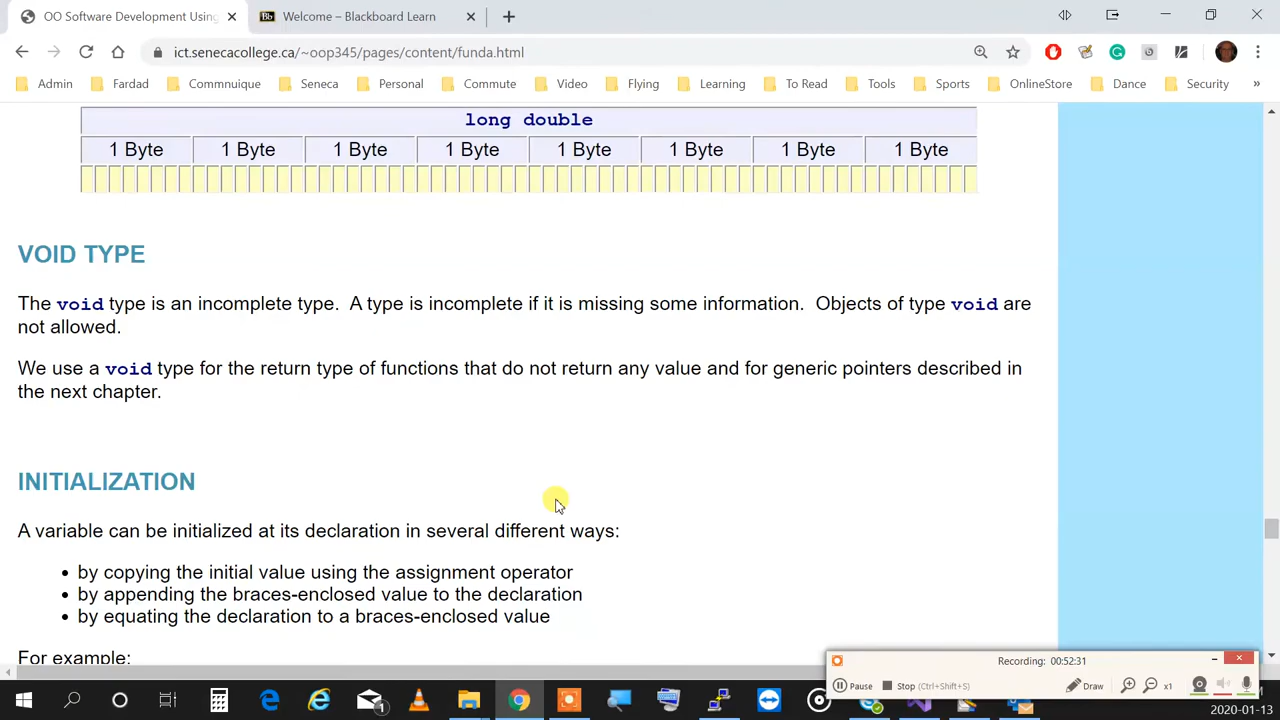 OO Software Development Using
Welcome – Blackboard Learn
ict.senecacollege.ca/~oop345/pages/content/funda.html
Admin Fardad Commnuique Seneca Personal Commute Video Flying Learning To Read Tools Sports OnlineStore Dance Security »
long double
1 Byte 1 Byte 1 Byte 1 Byte 1 Byte 1 Byte 1 Byte 1 Byte
VOID TYPE
The void type is an incomplete type. A type is incomplete if it is missing some information. Objects of type void are
not allowed.
We use a void type for the return type of functions that do not return any value and for generic pointers described in
the next chapter.
INITIALIZATION
A variable can be initialized at its declaration in several different ways:
• by copying the initial value using the assignment operator
• by appending the braces-enclosed value to the declaration
• by equating the declaration to a braces-enclosed value
For example:
Recording: 00:52:31
Pause Stop (Ctrl+Shift+S) Draw x1
2020-01-13